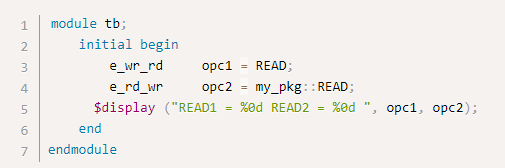 1 module tb;
2 initial begin
3 e_wr_rd opc1 = READ;
4 e_rd_wr opc2 = my_pkg::READ;
5 $display ("READ1 = %0d READ2 = %0d ", opc1, opc2);
6 end
7 endmodule